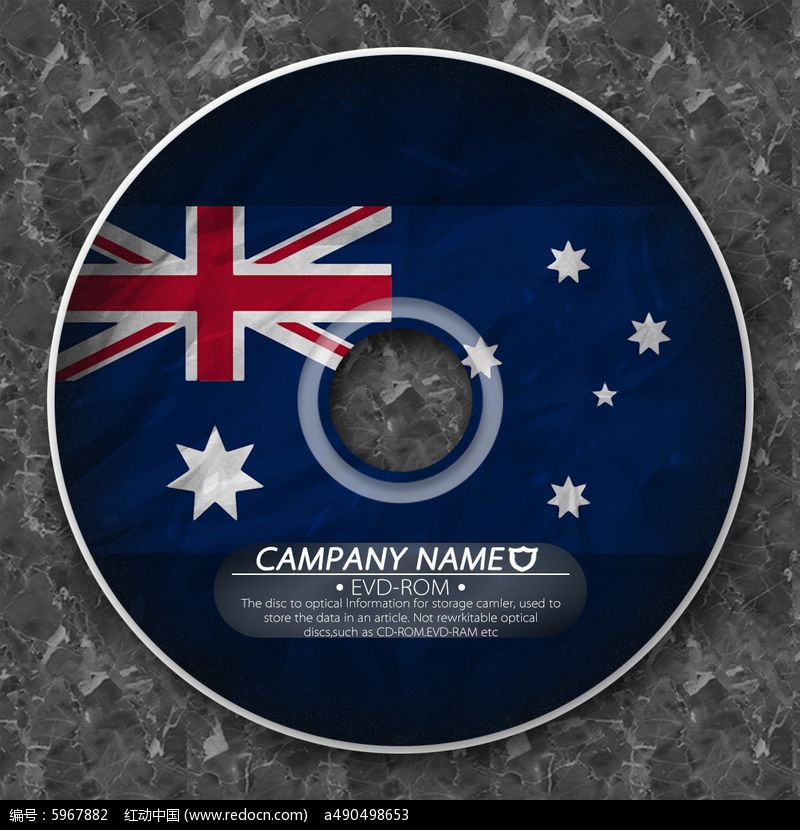 CAMPANY NAME
• EVD-ROM •
The disc to optical Information for storage camler, used to
store the data in an article. Not rewrkitable optical
discs,such as CD-ROM.EVD-RAM etc
编号：5967882 红动中国 (www.redocn.com) a490498653